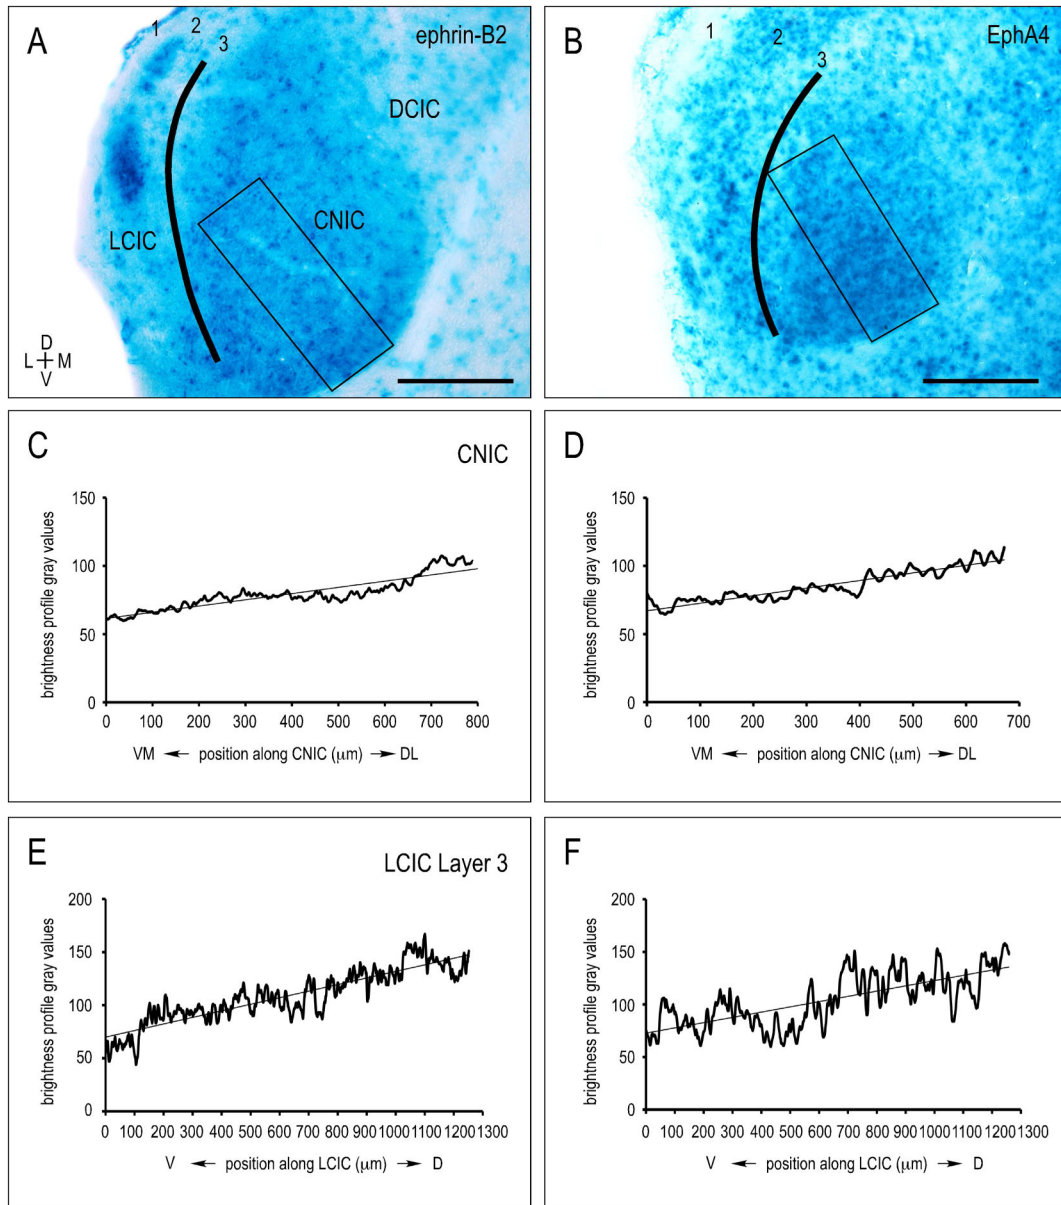 A
1
2
3
ephrin-B2
DCIC
CNIC
LCIC
D
L M
V
B
1
2
3
EphA4
C
CNIC
brightness profile gray values
150
100
50
0
0 100 200 300 400 500 600 700 800
VM ← position along CNIC (μm) → DL
D
brightness profile gray values
150
100
50
0
0 100 200 300 400 500 600 700
VM ← position along CNIC (μm) → DL
E
LCIC Layer 3
brightness profile gray values
200
150
100
50
0
0 100 200 300 400 500 600 700 800 900 1000 1100 1200 1300
V ← position along LCIC (μm) → D
F
brightness profile gray values
200
150
100
50
0
0 100 200 300 400 500 600 700 800 900 1000 1100 1200 1300
V ← position along LCIC (μm) → D